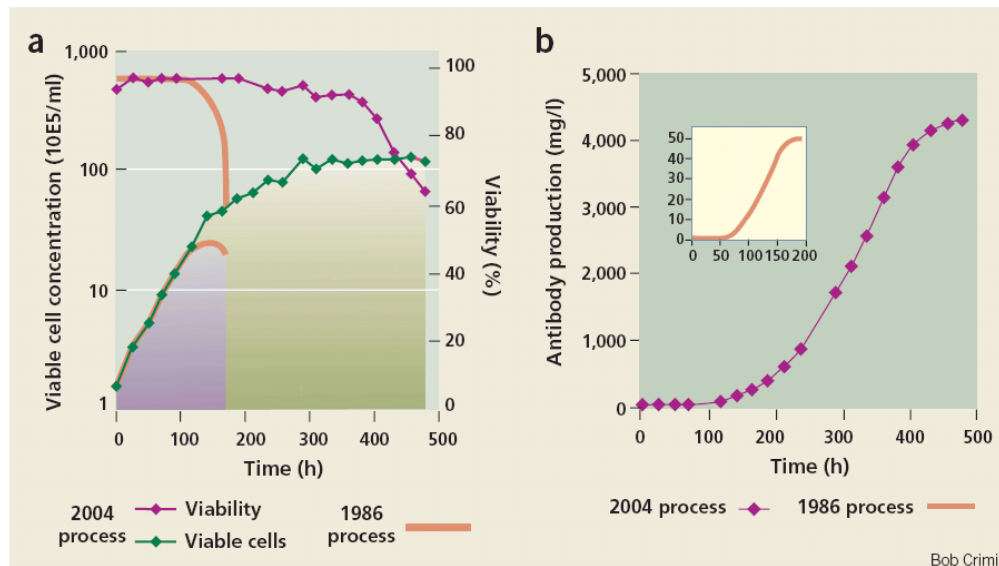 a
1,000
100
10
1
Viable cell concentration (10E5/ml)
100
80
60
40
20
0
Viability (%)
0 100 200 300 400 500
Time (h)
2004 process
Viability
Viable cells
1986 process
b
5,000
4,000
3,000
2,000
1,000
0
Antibody production (mg/l)
50
40
30
20
10
0
0 50 100 150 200
0 100 200 300 400 500
Time (h)
2004 process 1986 process
Bob Crimi